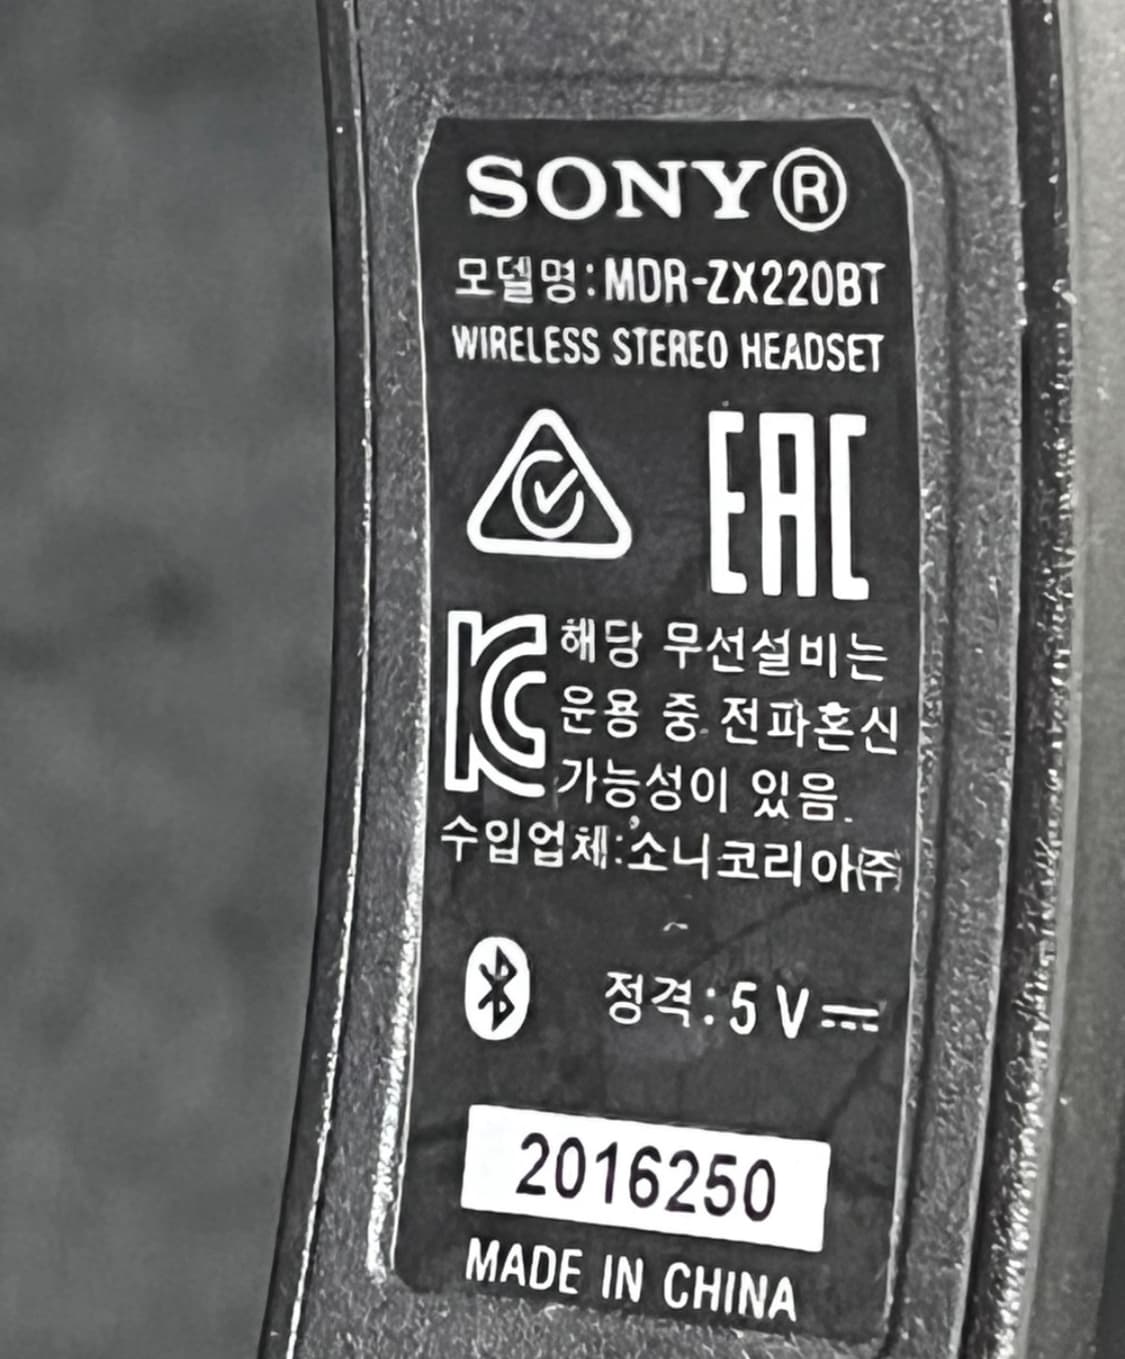 SONY®
모델명:MDR-ZX220BT
WIRELESS STEREO HEADSET
EAC
KC 해당 무선설비는
운용 중 전파혼신
가능성이 있음.
수입업체:소니코리아(주)
정격:5 V⎓
2016250
MADE IN CHINA